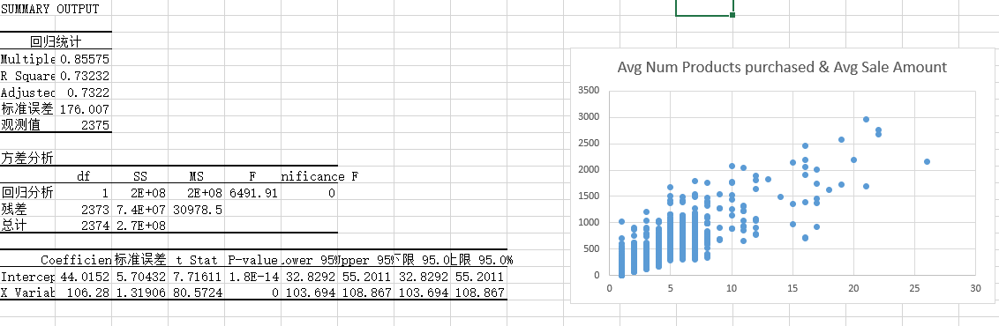 SUMMARY OUTPUT
回归统计
Multiple 0.85575
R Square 0.73232
Adjusted 0.7322
标准误差 176.007
观测值 2375
方差分析
df SS MS F nificance F
回归分析 1 2E+08 2E+08 6491.91 0
残差 2373 7.4E+07 30978.5
总计 2374 2.7E+08
Coefficien 标准误差 t Stat P-value Lower 95% Upper 95% 下限 95.0% 上限 95.0%
Intercep 44.0152 5.70432 7.71611 1.8E-14 32.8292 55.2011 32.8292 55.2011
X Variab 106.28 1.31906 80.5724 0 103.694 108.867 103.694 108.867
Avg Num Products purchased & Avg Sale Amount
3500
3000
2500
2000
1500
1000
500
0
0 5 10 15 20 25 30